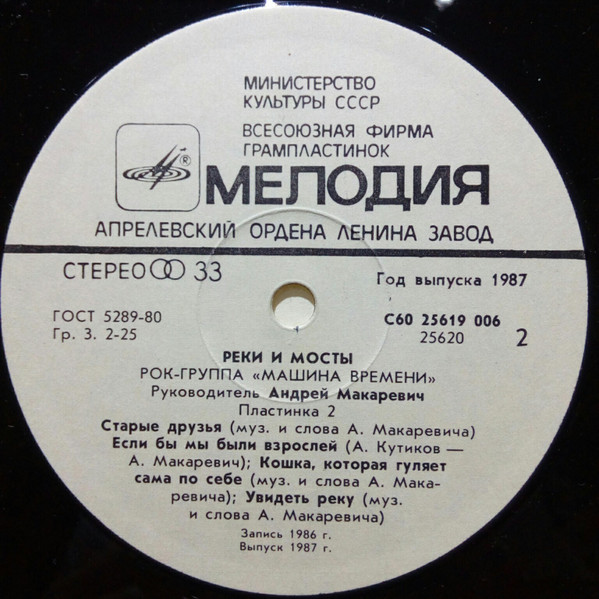 МИНИСТЕРСТВО
КУЛЬТУРЫ СССР
ВСЕСОЮЗНАЯ ФИРМА
ГРАМПЛАСТИНОК
®
МЕЛОДИЯ
АПРЕЛЕВСКИЙ ОРДЕНА ЛЕНИНА ЗАВОД
СТЕРЕО 33
Год выпуска 1987
ГОСТ 5289-80
Гр. 3. 2-25
С60 25619 006
25620 2
РЕКИ И МОСТЫ
РОК-ГРУППА «МАШИНА ВРЕМЕНИ»
Руководитель Андрей Макаревич
Пластинка 2
Старые друзья (муз. и слова А. Макаревича)
Если бы мы были взрослей (А. Кутиков —
А. Макаревич); Кошка, которая гуляет
сама по себе (муз. и слова А. Мака-
ревича); Увидеть реку (муз.
и слова А. Макаревича)
Запись 1986 г.
Выпуск 1987 г.